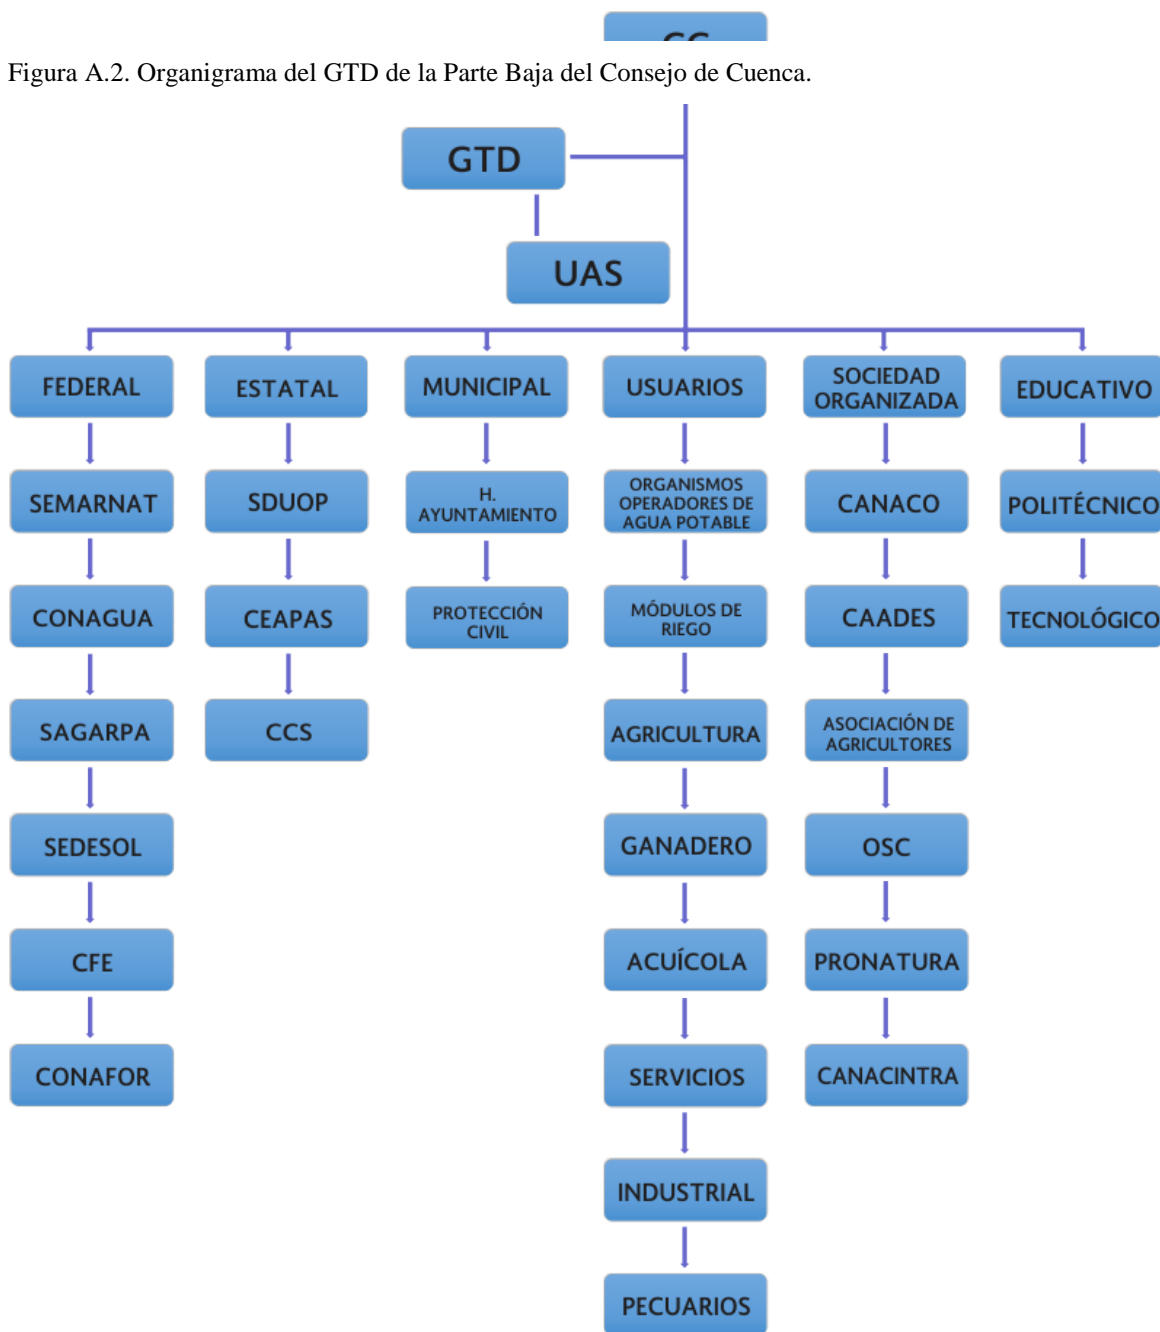 Figura A.2. Organigrama del GTD de la Parte Baja del Consejo de Cuenca.
GTD
UAS
FEDERAL
SEMARNAT
CONAGUA
SAGARPA
SEDESOL
CFE
CONAFOR
ESTATAL
SDUOP
CEAPAS
CCS
MUNICIPAL
H.
AYUNTAMIENTO
PROTECCIÓN
CIVIL
USUARIOS
ORGANISMOS
OPERADORES DE
AGUA POTABLE
MÓDULOS DE
RIEGO
AGRICULTURA
GANADERO
ACUÍCOLA
SERVICIOS
INDUSTRIAL
PECUARIOS
SOCIEDAD
ORGANIZADA
CANACO
CAADES
ASOCIACIÓN DE
AGRICULTORES
OSC
PRONATURA
CANACINTRA
EDUCATIVO
POLITÉCNICO
TECNOLÓGICO